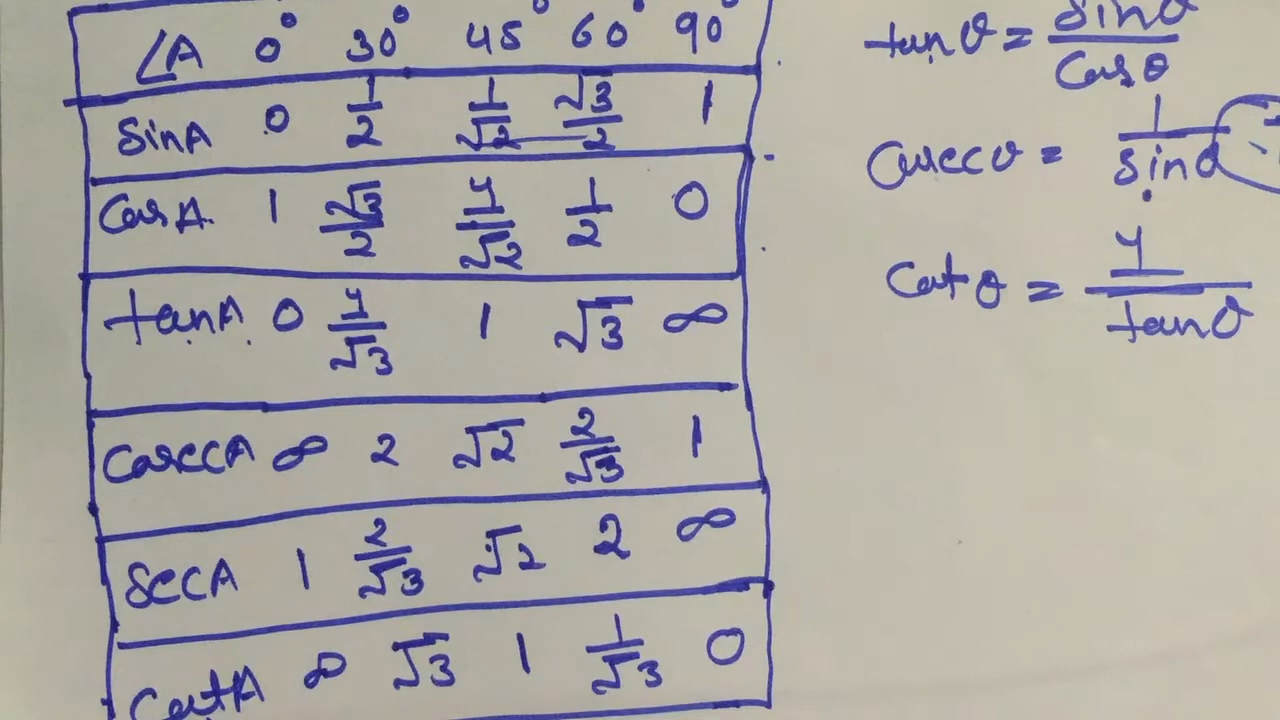 ∠A 0° 30° 45° 60° 90°
sinA 0 1/2 1/√2 √3/2 1
CosA 1 √3/2 1/√2 1/2 0
tanA 0 1/√3 1 √3 ∞
CosecA ∞ 2 √2 2/√3 1
SecA 1 2/√3 √2 2 ∞
CotA ∞ √3 1 1/√3 0
tanθ = sinθ/Cosθ
Cosecθ = 1/sinθ
Cotθ = 1/tanθ